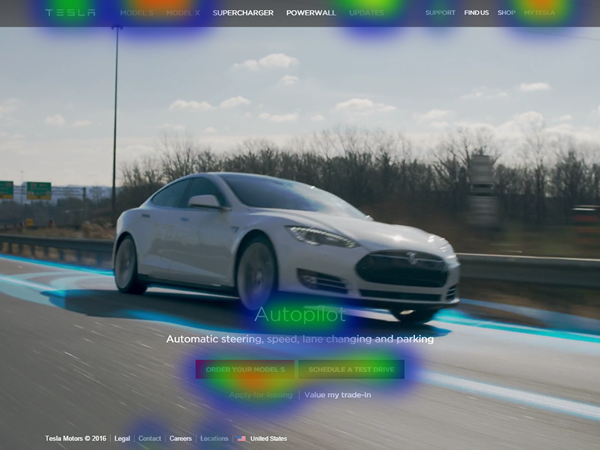 TESLA MODEL S MODEL X SUPERCHARGER POWERWALL UPDATES SUPPORT FIND US SHOP MY TESLA
Autopilot
Automatic steering, speed, lane changing and parking
ORDER YOUR MODEL S SCHEDULE A TEST DRIVE
Apply for leasing | Value my trade-in
Tesla Motors © 2016 | Legal | Contact | Careers | Locations | United States